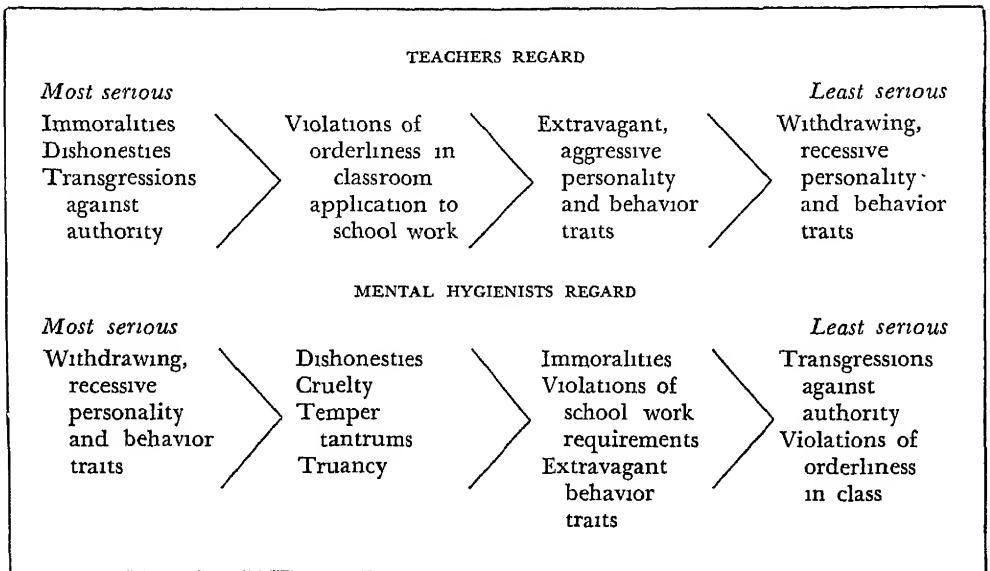 TEACHERS REGARD
Most serious
Least serious
Immoralities
Dishonesties
Transgressions
against
authority
Violations of
orderliness in
classroom
application to
school work
Extravagant,
aggressive
personality
and behavior
traits
Withdrawing,
recessive
personality
and behavior
traits
MENTAL HYGIENISTS REGARD
Most serious
Least serious
Withdrawing,
recessive
personality
and behavior
traits
Dishonesties
Cruelty
Temper
tantrums
Truancy
Immoralities
Violations of
school work
requirements
Extravagant
behavior
traits
Transgressions
against
authority
Violations of
orderliness
in class